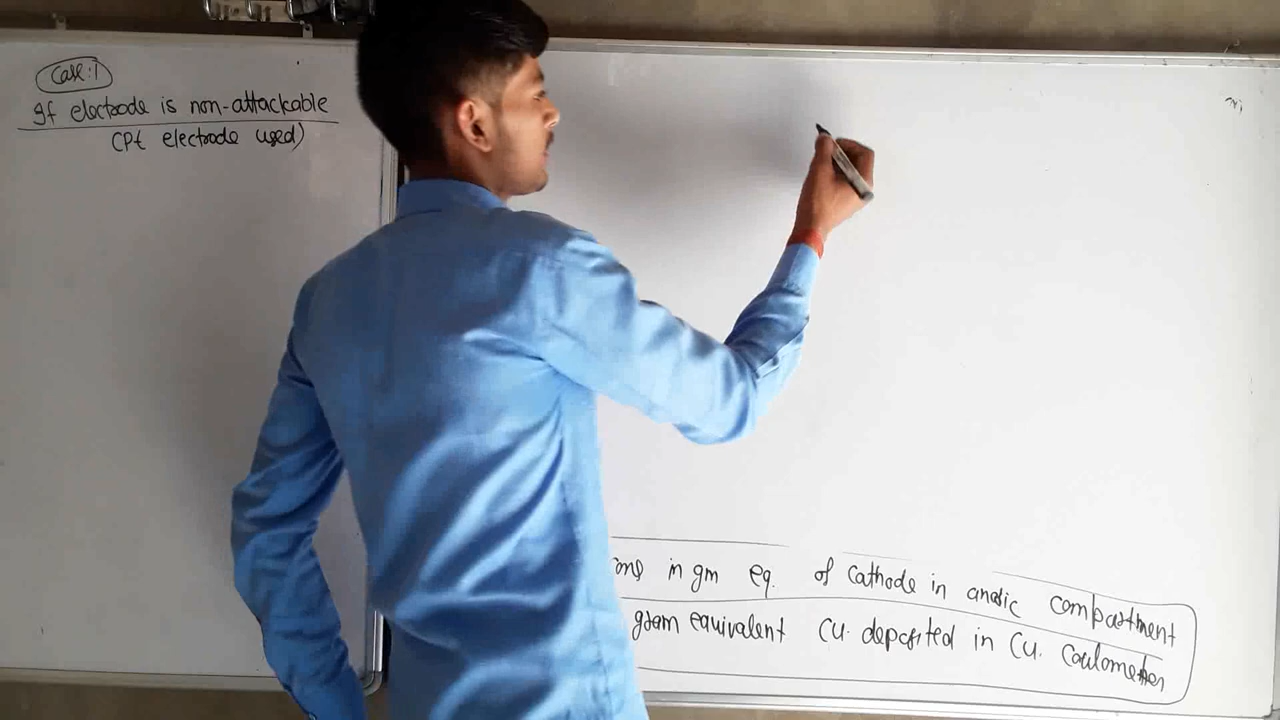 Case:1
If electrode is non-attackable
(Pt electrode used)
in gm eq. of cathode in anodic compartment
gram equivalent Cu. deposited in Cu. Coulometer